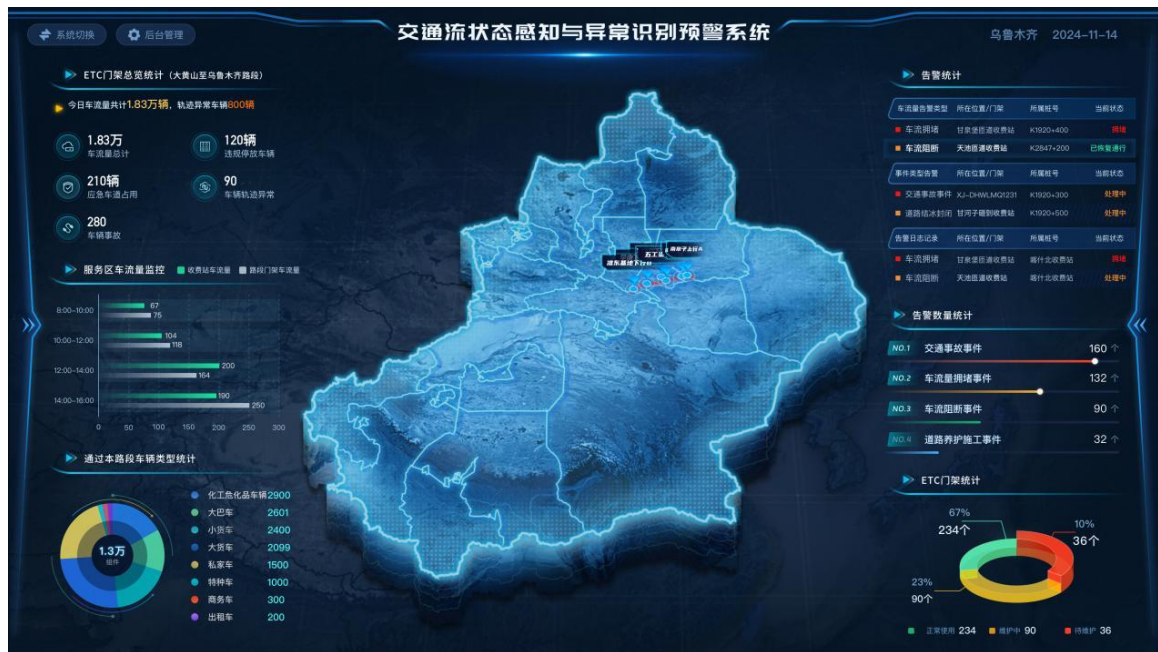 系统切换 后台管理
交通流状态感知与异常识别预警系统
乌鲁木齐 2024-11-14
ETC门架总览统计（大黄山至乌鲁木齐路段）
今日车流量共计1.83万辆，轨迹异常车辆800辆
1.83万 120辆
车流量总计 违规停放车辆
210辆 90
应急车道占用 车辆轨迹异常
280
车辆事故
服务区车流量监控 收费站车流量 路段门架车流量
8:00-10:00 67
75
10:00-12:00 104
118
12:00-14:00 200
164
14:00-16:00 190
250
0 50 100 150 200 250 300
通过本路段车辆类型统计
1.3万
组件
化工危化品车辆 2900
大巴车 2601
小货车 2400
大货车 2099
私家车 1500
特种车 1000
商务车 300
出租车 200
五工
告警统计
车流量告警类型 所在位置/门架 所属桩号 当前状态
车流拥堵 甘泉堡匝道收费站 K1920+400 拥堵
车流阻断 天池匝道收费站 K2847+200 已恢复通行
事件类型告警 所在位置/门架 所属桩号 当前状态
交通事故事件 XJ-DHWLMQ1231 K1920+300 处理中
道路结冰封闭 甘河子砸到收费站 K1920+500 处理中
告警日志记录 所在位置/门架 所属桩号 当前状态
车流拥堵 甘泉堡匝道收费站 喀什北收费站 拥堵
车流阻断 天池匝道收费站 喀什北收费站 处理中
告警数量统计
NO.1 交通事故事件 160 个
NO.2 车流量拥堵事件 132 个
NO.3 车流阻断事件 90 个
NO.4 道路养护施工事件 32 个
ETC门架统计
67%
234个
10%
36个
23%
90个
正常使用 234 维护中 90 待维护 36